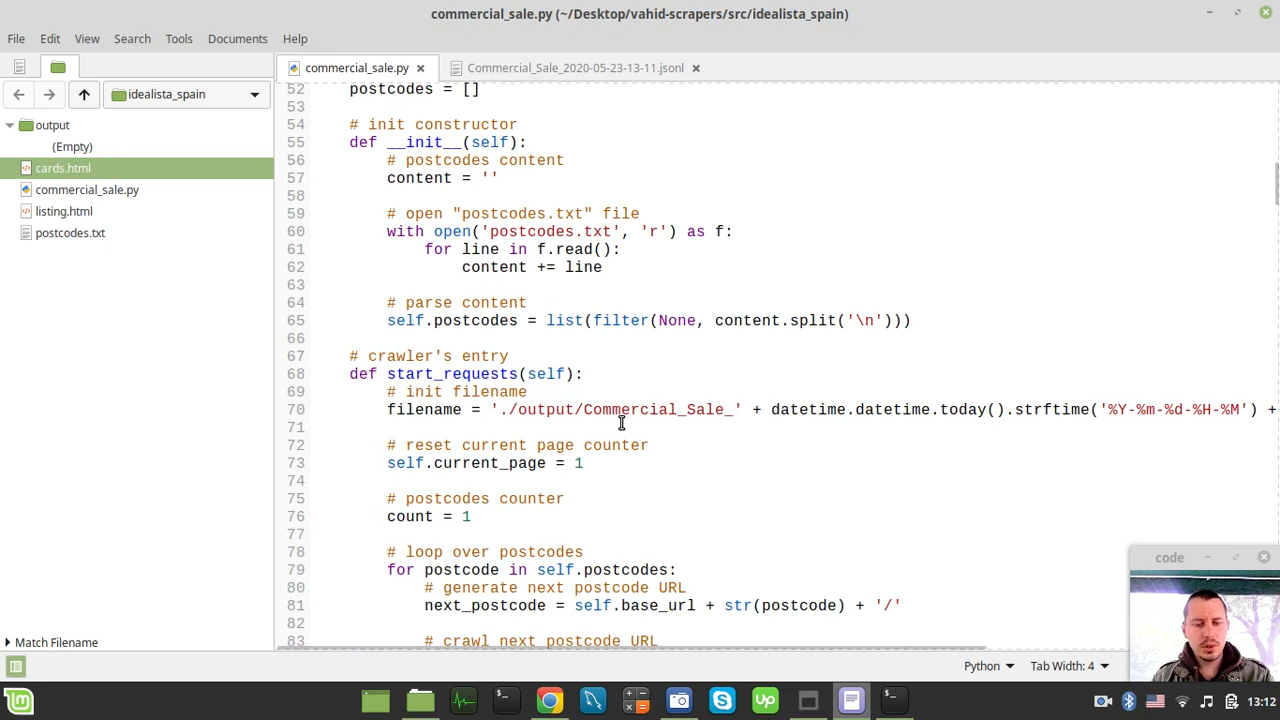 commercial_sale.py (~/Desktop/vahid-scrapers/src/idealista_spain)
File Edit View Search Tools Documents Help
commercial_sale.py
Commercial_Sale_2020-05-23-13-11.jsonl
idealista_spain
output
(Empty)
cards.html
commercial_sale.py
listing.html
postcodes.txt
Match Filename
52 postcodes = []
53
54 # init constructor
55 def __init__(self):
56 # postcodes content
57 content = ''
58
59 # open "postcodes.txt" file
60 with open('postcodes.txt', 'r') as f:
61 for line in f.read():
62 content += line
63
64 # parse content
65 self.postcodes = list(filter(None, content.split('\n')))
66
67 # crawler's entry
68 def start_requests(self):
69 # init filename
70 filename = './output/Commercial_Sale_' + datetime.datetime.today().strftime('%Y-%m-%d-%H-%M') +
71
72 # reset current page counter
73 self.current_page = 1
74
75 # postcodes counter
76 count = 1
77
78 # loop over postcodes
79 for postcode in self.postcodes:
80 # generate next postcode URL
81 next_postcode = self.base_url + str(postcode) + '/'
82
83 # crawl next postcode URL
code
Python
Tab Width: 4
13:12